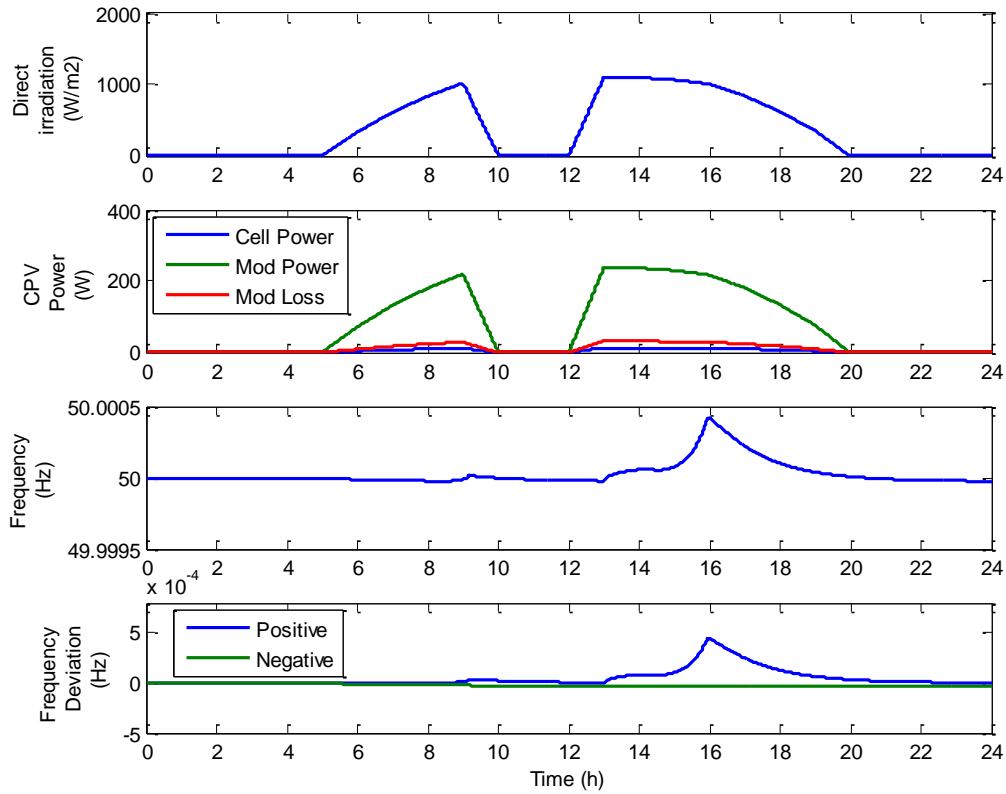 2000
1000
0
Direct
irradiation
(W/m2)
0 2 4 6 8 10 12 14 16 18 20 22 24
400
200
0
CPV
Power
(W)
Cell Power
Mod Power
Mod Loss
0 2 4 6 8 10 12 14 16 18 20 22 24
50.0005
50
49.9995
Frequency
(Hz)
0 2 4 6 8 10 12 14 16 18 20 22 24
x 10^-4
5
0
-5
Frequency
Deviation
(Hz)
Positive
Negative
0 2 4 6 8 10 12 14 16 18 20 22 24
Time (h)